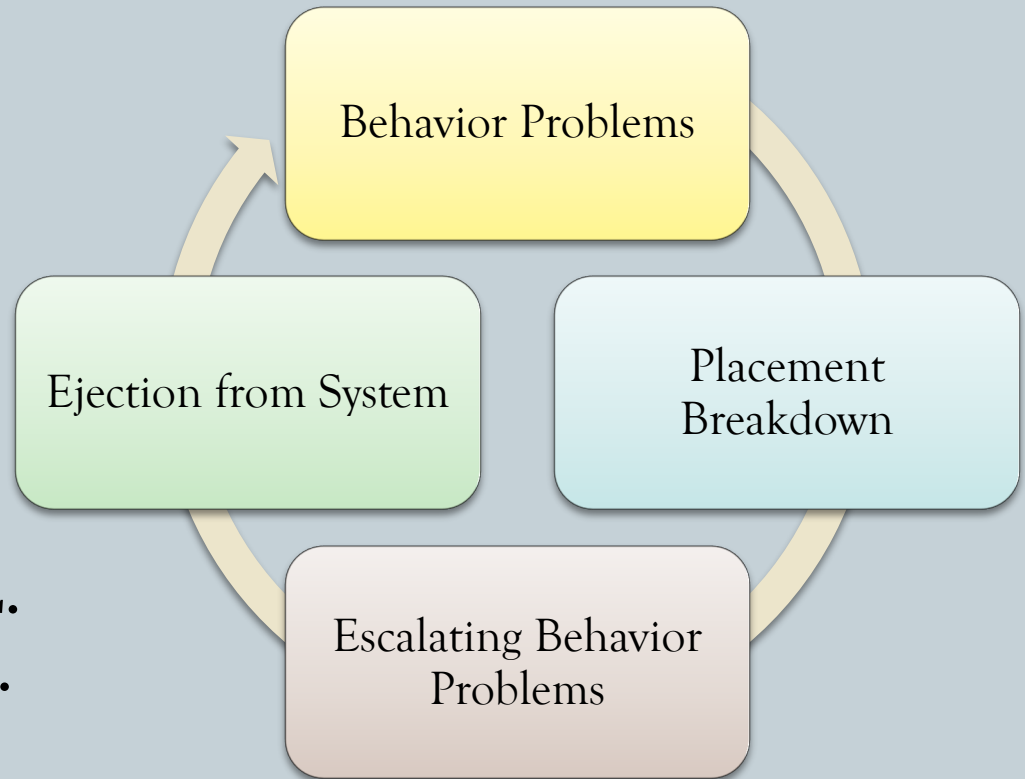 Behavior Problems
Ejection from System
Placement
Breakdown
Escalating Behavior
Problems